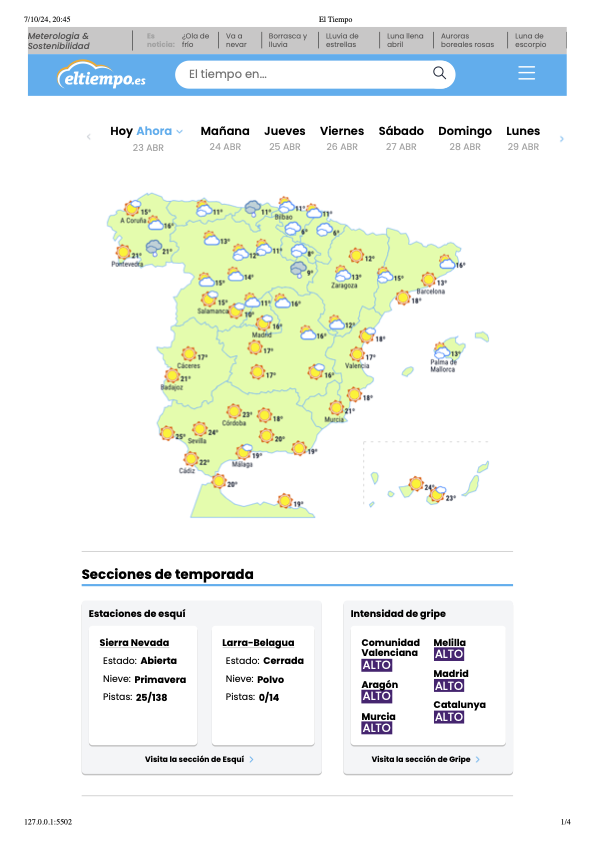 7/10/24, 20:45
El Tiempo
Meterologia &
Sostenibilidad
Es
noticie:
¿Ola de
frío
Va a
nevar
Borrasca y
lluvia
LLuvia de
estrellas
Luna llena
abril
Auroras
boreales rosas
Luna de
escorpio
eltiempo.es
El tiempo en...
Hoy Ahora
23 ABR
Mañana
24 ABR
Jueves
25 ABR
Viernes
26 ABR
Sábado
27 ABR
Domingo
28 ABR
Lunes
29 ABR
15°
A Coruña
16°
11°
11°
11°
Bilbao
11°
21°
Pontevedra
21°
13°
12°
11°
6°
6°
8°
9°
12°
Zaragoza
13°
15°
16°
13°
Barcelona
18°
15°
14°
15°
Salamanca
10°
11°
16°
16°
Madrid
16°
12°
18°
17°
Valencia
13°
Palma de
Mallorca
17°
Cáceres
17°
21°
Badajoz
17°
16°
18°
21°
Murcia
23°
Córdoba
18°
25°
24°
Sevilla
20°
19°
22°
Cádiz
19°
Málaga
20°
19°
24°
23°
Secciones de temporada
Estaciones de esquí
Sierra Nevada
Estado: Abierta
Nieve: Primavera
Pistas: 25/138
Larra-Belagua
Estado: Cerrada
Nieve: Polvo
Pistas: 0/14
Visita la sección de Esquí
Intensidad de gripe
Comunidad
Valenciana
ALTO
Aragón
ALTO
Murcia
ALTO
Melilla
ALTO
Madrid
ALTO
Catalunya
ALTO
Visita la sección de Gripe
127.0.0.1:5502
1/4